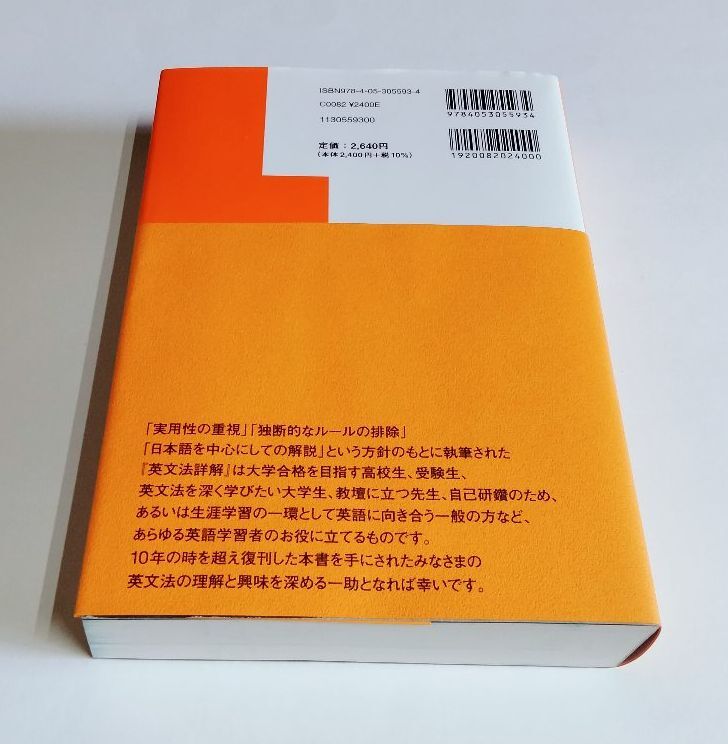 ISBN978-4-05-305593-4
C0082 ¥2400E
1130559300
定価：2,640円
（本体2,400円＋税10%）
9784053055934
1920082024000
「実用性の重視」「独断的なルールの排除」
「日本語を中心にしての解説」という方針のもとに執筆された
『英文法詳解』は大学合格を目指す高校生、受験生、
英文法を深く学びたい大学生、教壇に立つ先生、自己研鑽のため、
あるいは生涯学習の一環として英語に向き合う一般の方など、
あらゆる英語学習者のお役に立てるものです。
10年の時を超え復刊した本書を手にされたみなさまの
英文法の理解と興味を深める一助となれば幸いです。